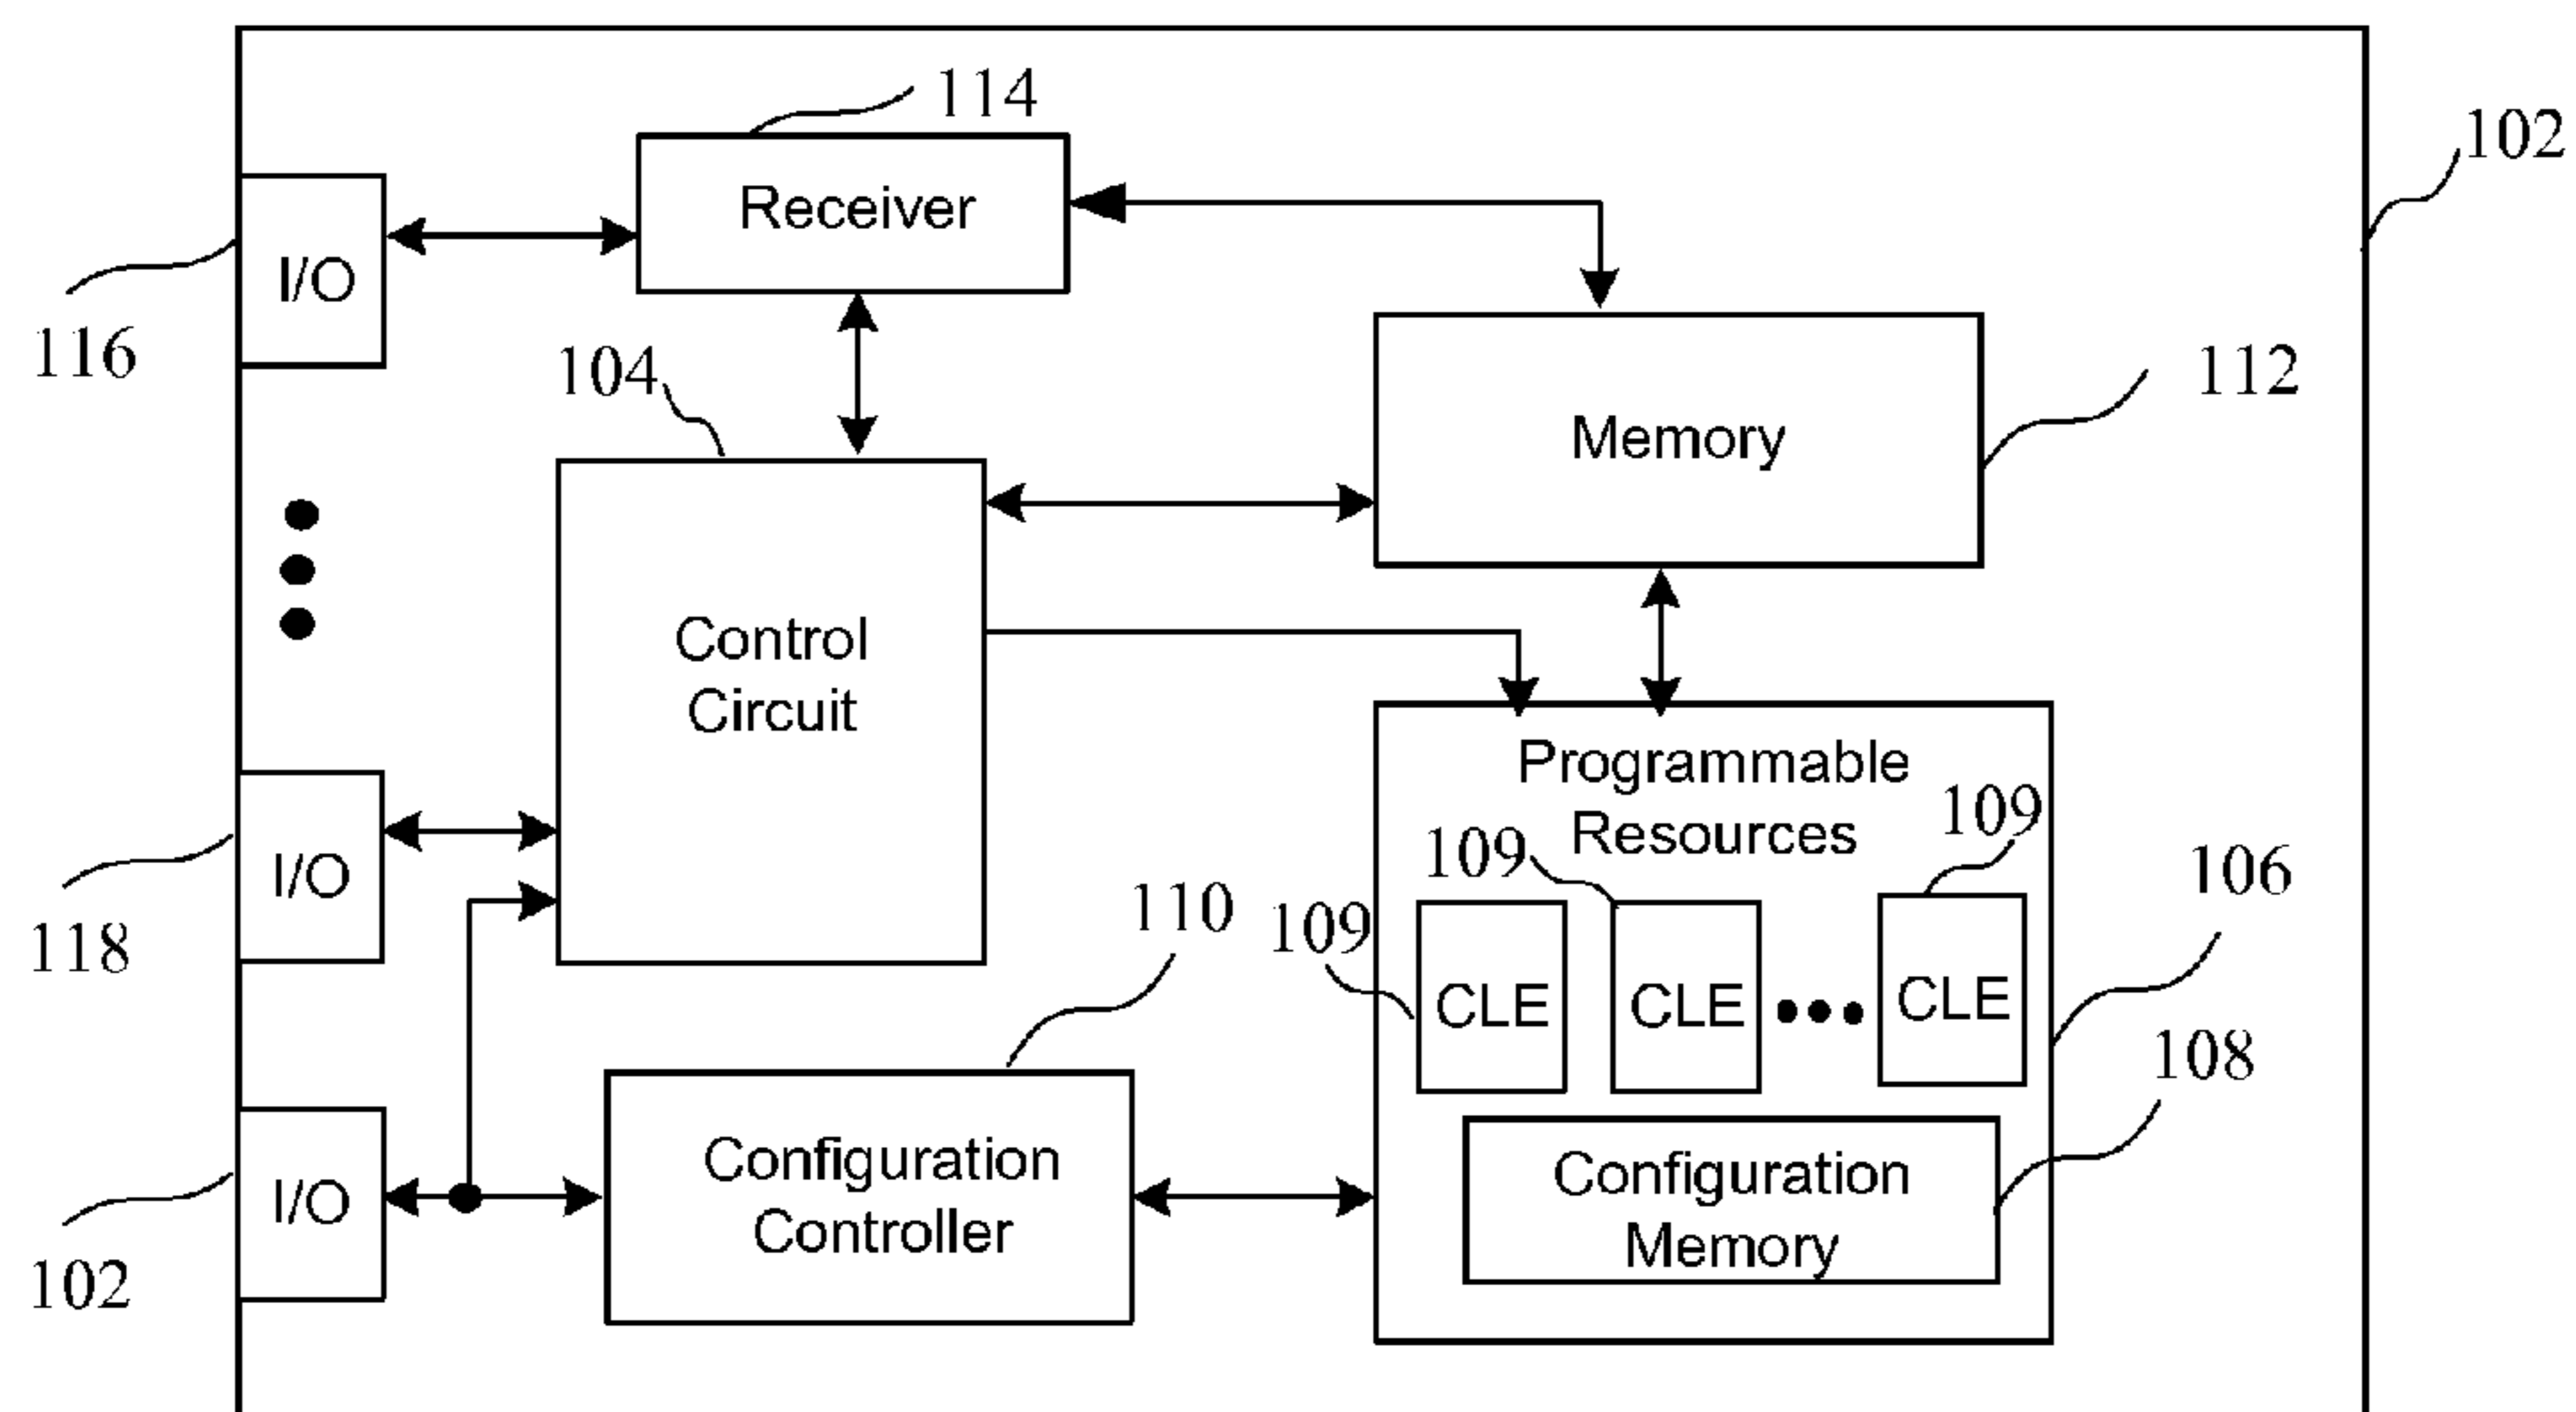 114
102
Receiver
I/O
116
104
112
Memory
Control
Circuit
Programmable
Resources
109
109
109
106
I/O
118
110
CLE
CLE
CLE
108
I/O
102
Configuration
Controller
Configuration
Memory